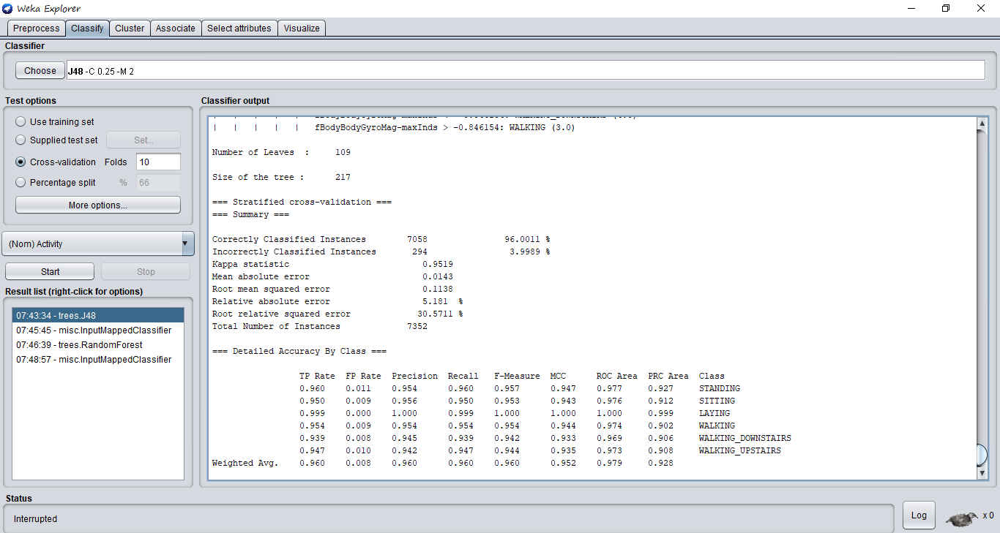 Weka Explorer
Preprocess Classify Cluster Associate Select attributes Visualize
Classifier
Choose J48 -C 0.25 -M 2
Test options
Use training set
Supplied test set Set...
Cross-validation Folds 10
Percentage split % 66
More options...
(Nom) Activity
Start Stop
Result list (right-click for options)
07:43:34 - trees.J48
07:45:45 - misc.InputMappedClassifier
07:46:39 - trees.RandomForest
07:48:57 - misc.InputMappedClassifier
Classifier output
| | | | | fBodyBodyGyroMag-maxInds > -0.846154: WALKING (3.0)
Number of Leaves : 109
Size of the tree : 217
=== Stratified cross-validation ===
=== Summary ===
Correctly Classified Instances 7058 96.0011 %
Incorrectly Classified Instances 294 3.9989 %
Kappa statistic 0.9519
Mean absolute error 0.0143
Root mean squared error 0.1138
Relative absolute error 5.181 %
Root relative squared error 30.5711 %
Total Number of Instances 7352
=== Detailed Accuracy By Class ===
TP Rate FP Rate Precision Recall F-Measure MCC ROC Area PRC Area Class
0.960 0.011 0.954 0.960 0.957 0.947 0.977 0.927 STANDING
0.950 0.009 0.956 0.950 0.953 0.943 0.976 0.912 SITTING
0.999 0.000 1.000 0.999 1.000 1.000 1.000 0.999 LAYING
0.954 0.009 0.954 0.954 0.954 0.944 0.974 0.902 WALKING
0.939 0.008 0.945 0.939 0.942 0.933 0.969 0.906 WALKING_DOWNSTAIRS
0.947 0.010 0.942 0.947 0.944 0.935 0.973 0.908 WALKING_UPSTAIRS
Weighted Avg. 0.960 0.008 0.960 0.960 0.960 0.952 0.979 0.928
Status
Interrupted
Log x 0